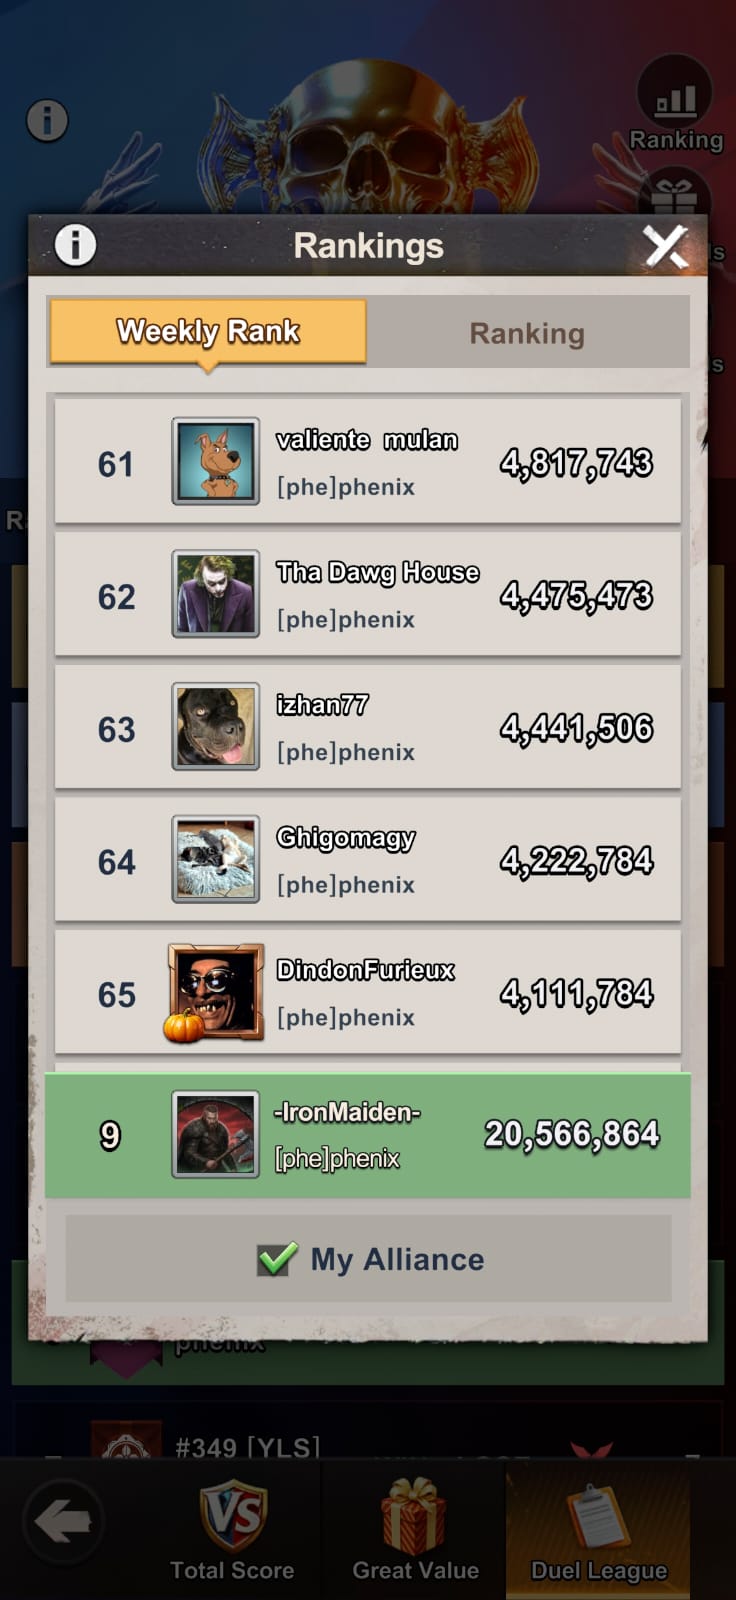 Ranking
Rankings
Weekly Rank
Ranking
61
valiente mulan
[phe]phenix
4,817,743
62
Tha Dawg House
[phe]phenix
4,475,473
63
izhan77
[phe]phenix
4,441,506
64
Ghigomagy
[phe]phenix
4,222,784
65
DindonFurieux
[phe]phenix
4,111,784
9
-IronMaiden-
[phe]phenix
20,566,864
My Alliance
phenix
#349 [YLS]
VS
Total Score
Great Value
Duel League